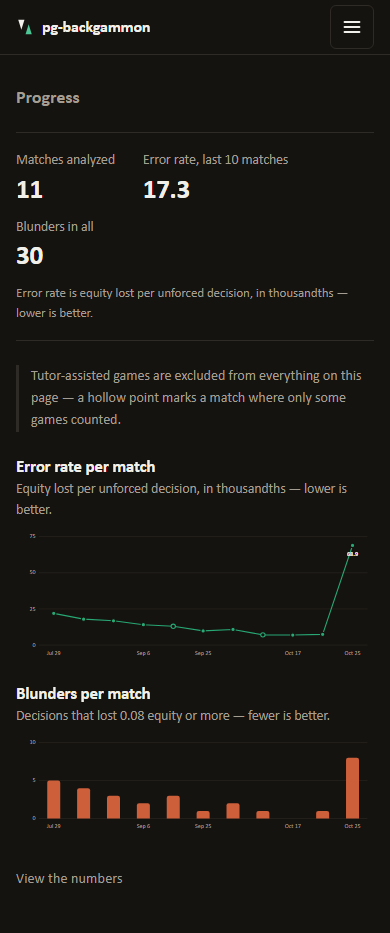 pg-backgammon
Progress
Matches analyzed
Error rate, last 10 matches
11
17.3
Blunders in all
30
Error rate is equity lost per unforced decision, in thousandths —
lower is better.
Tutor-assisted games are excluded from everything on this
page — a hollow point marks a match where only some
games counted.
Error rate per match
Equity lost per unforced decision, in thousandths — lower is
better.
75
50
25
0
Jul 29
Sep 6
Sep 25
Oct 17
Oct 25
Blunders per match
Decisions that lost 0.08 equity or more — fewer is better.
10
5
0
Jul 29
Sep 6
Sep 25
Oct 17
Oct 25
View the numbers